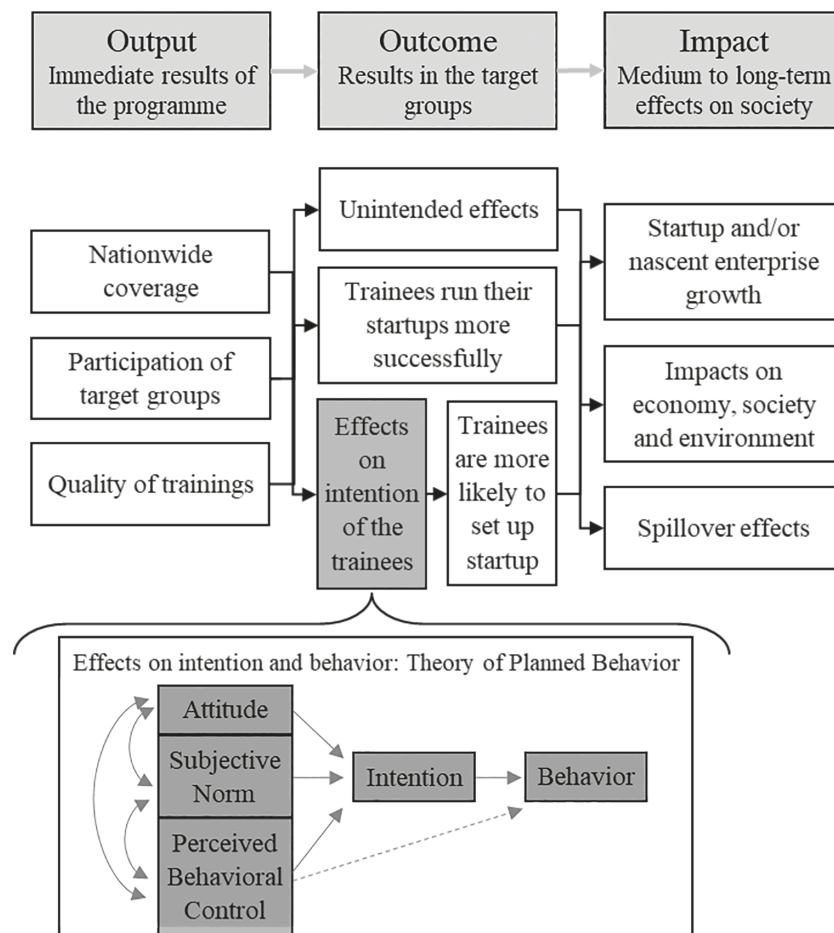 Output
Immediate results of
the programme
Outcome
Results in the target
groups
Impact
Medium to long-term
effects on society
Nationwide
coverage
Participation of
target groups
Quality of trainings
Unintended effects
Trainees run their
startups more
successfully
Effects
on
intention
of the
trainees
Trainees
are more
likely to
set up
startup
Startup and/or
nascent enterprise
growth
Impacts on
economy, society
and environment
Spillover effects
Effects on intention and behavior: Theory of Planned Behavior
Attitude
Subjective
Norm
Perceived
Behavioral
Control
Intention
Behavior